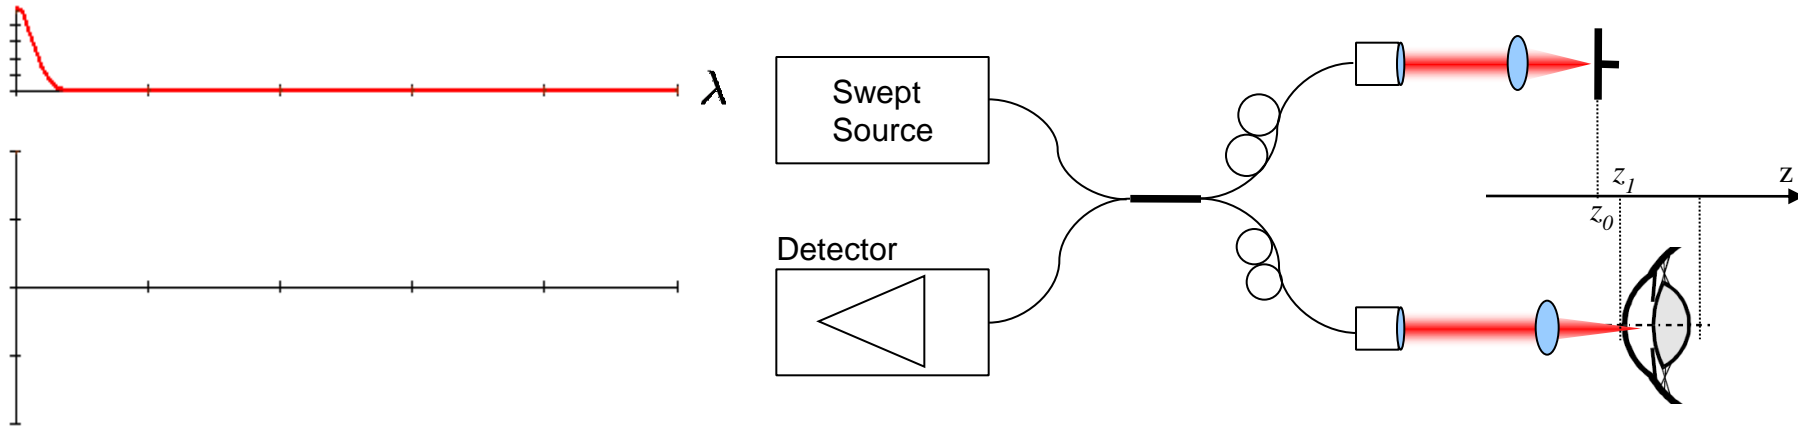 λ
Swept
Source
Detector
z₁
z
z₀